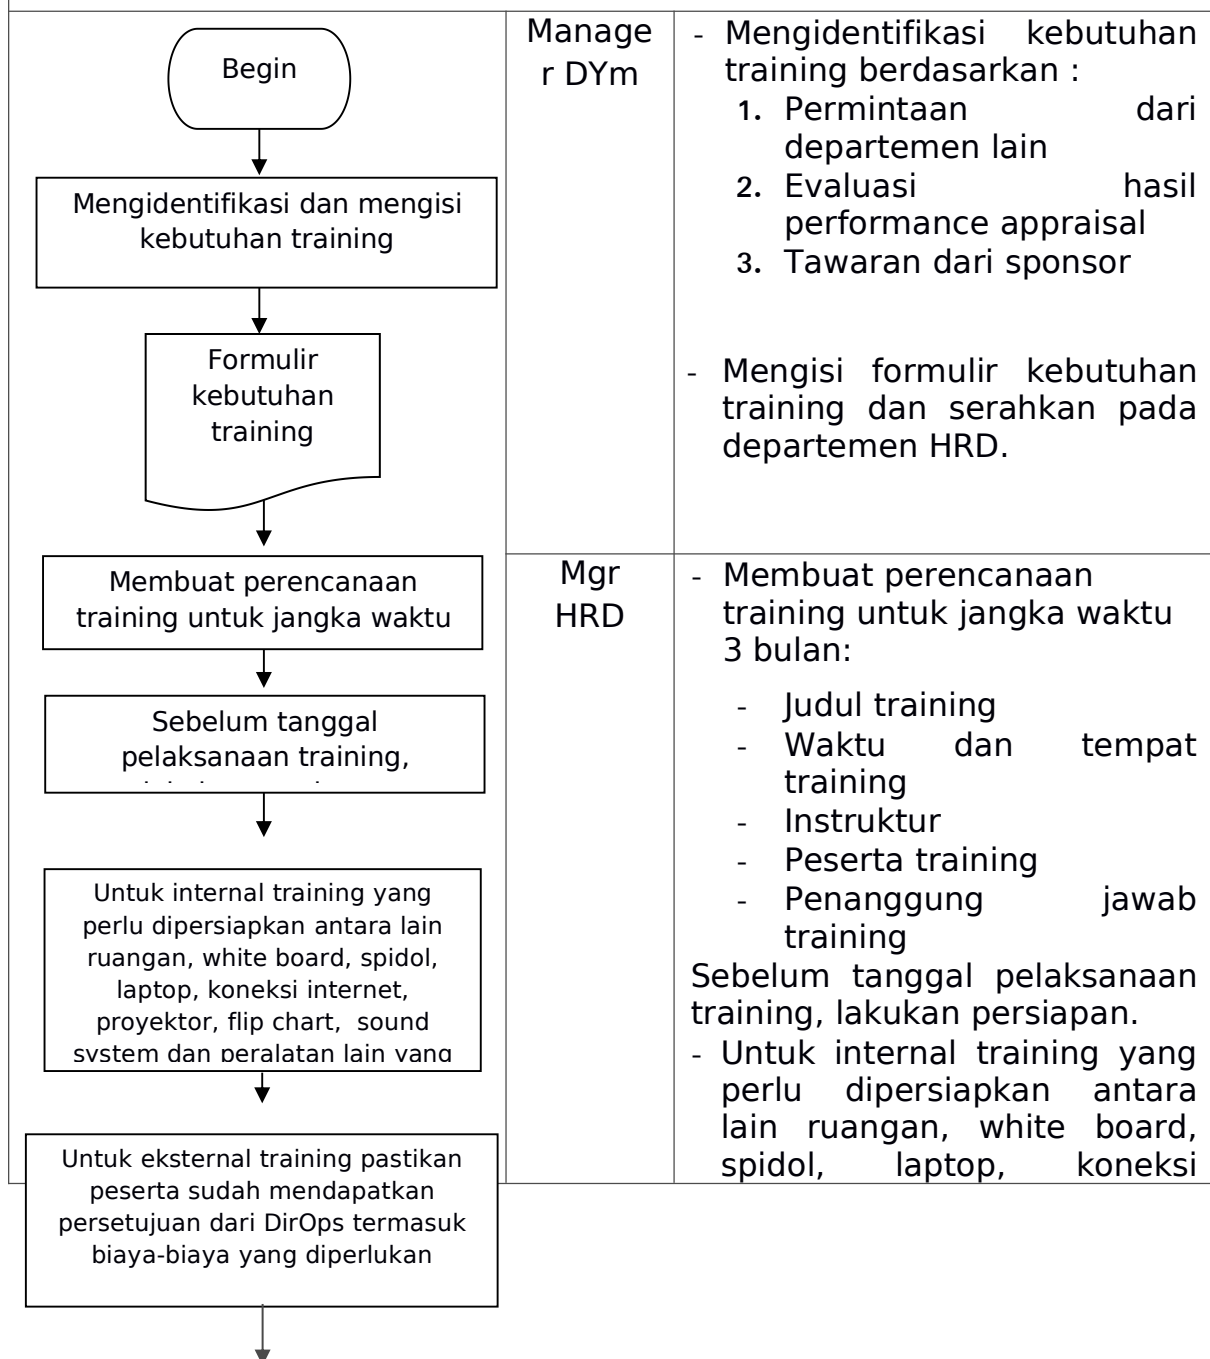 Begin
Mengidentifikasi dan mengisi
kebutuhan training
Formulir
kebutuhan
training
Membuat perencanaan
training untuk jangka waktu
Sebelum tanggal
pelaksanaan training,
Untuk internal training yang
perlu dipersiapkan antara lain
ruangan, white board, spidol,
laptop, koneksi internet,
proyektor, flip chart, sound
system dan peralatan lain yang
Untuk eksternal training pastikan
peserta sudah mendapatkan
persetujuan dari DirOps termasuk
biaya-biaya yang diperlukan
Manage
r DYm
Mgr
HRD
- Mengidentifikasi kebutuhan
training berdasarkan :
1. Permintaan dari
departemen lain
2. Evaluasi hasil
performance appraisal
3. Tawaran dari sponsor
- Mengisi formulir kebutuhan
training dan serahkan pada
departemen HRD.
- Membuat perencanaan
training untuk jangka waktu
3 bulan:
- Judul training
- Waktu dan tempat
training
- Instruktur
- Peserta training
- Penanggung jawab
training
Sebelum tanggal pelaksanaan
training, lakukan persiapan.
- Untuk internal training yang
perlu dipersiapkan antara
lain ruangan, white board,
spidol, laptop, koneksi